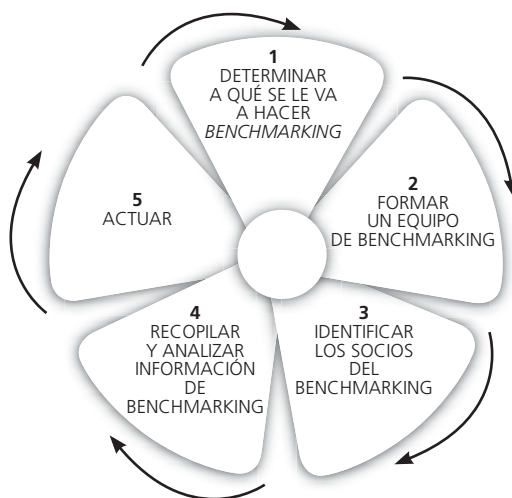 1
DETERMINAR
A QUÉ SE LE VA
A HACER
BENCHMARKING
2
FORMAR
UN EQUIPO
DE BENCHMARKING
3
IDENTIFICAR
LOS SOCIOS
DEL
BENCHMARKING
4
RECOPILAR
Y ANALIZAR
INFORMACIÓN
DE
BENCHMARKING
5
ACTUAR